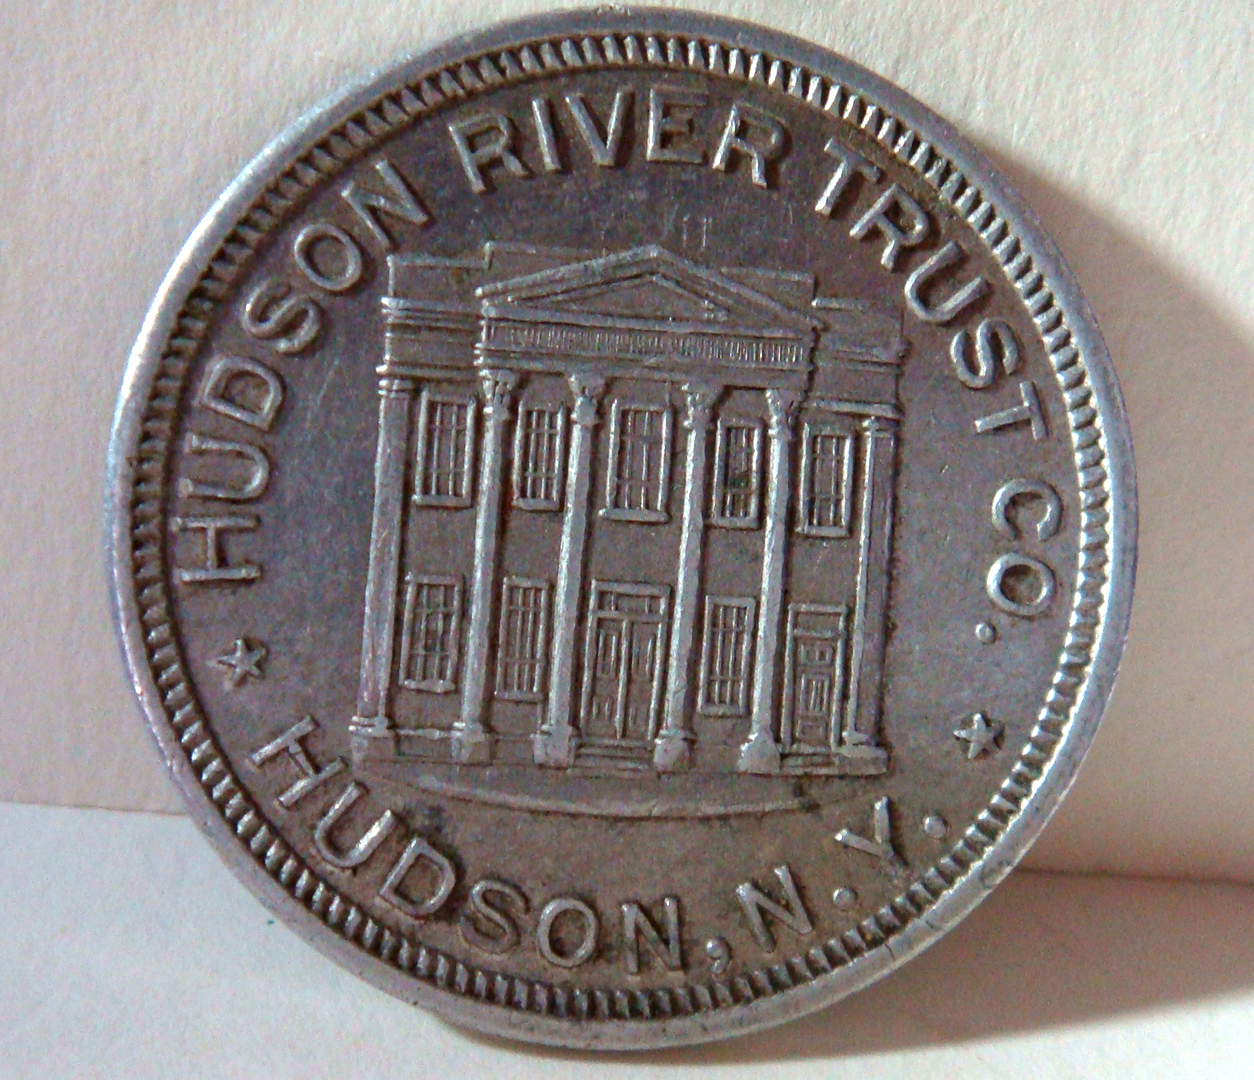 HUDSON RIVER TRUST CO.
HUDSON, N. Y.